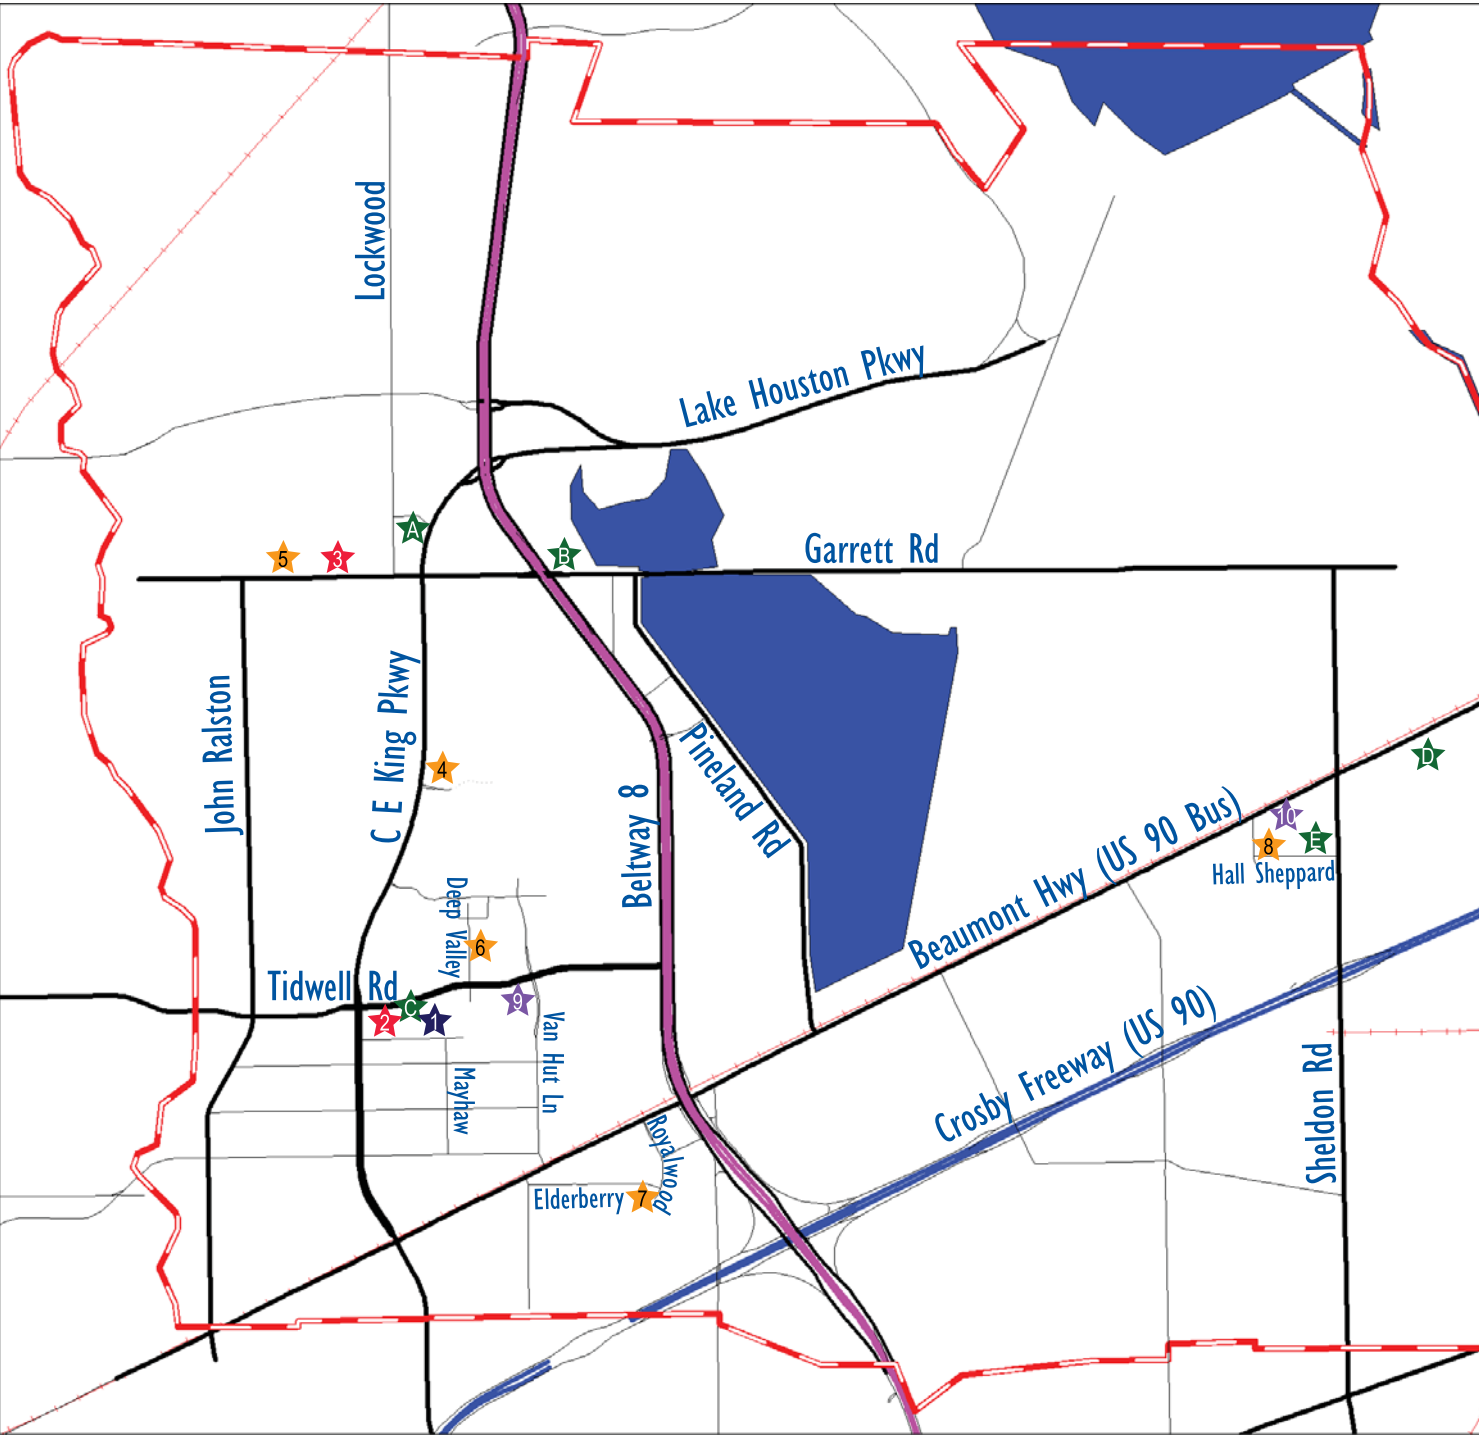 Lockwood
Lake Houston Pkwy
A
B
5
3
Garrett Rd
John Ralston
C E King Pkwy
4
Pineland Rd
Beltway 8
D
10
8
E
Hall Sheppard
Beaumont Hwy (US 90 Bus)
Deep Valley
6
Tidwell Rd
C
2
1
9
Van Hut Ln
Mayhaw
Crosby Freeway (US 90)
Sheldon Rd
Royalwood
Elderberry
7